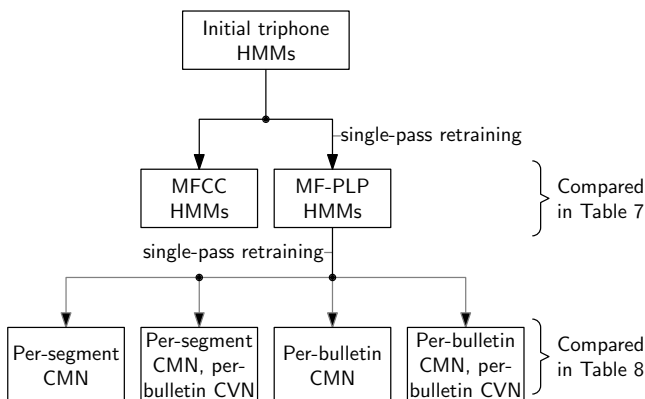 Initial triphone
HMMs
single-pass retraining
MFCC
HMMs
MF-PLP
HMMs
Compared
in Table 7
single-pass retraining
Per-segment
CMN
Per-segment
CMN, per-
bulletin CVN
Per-bulletin
CMN
Per-bulletin
CMN, per-
bulletin CVN
Compared
in Table 8